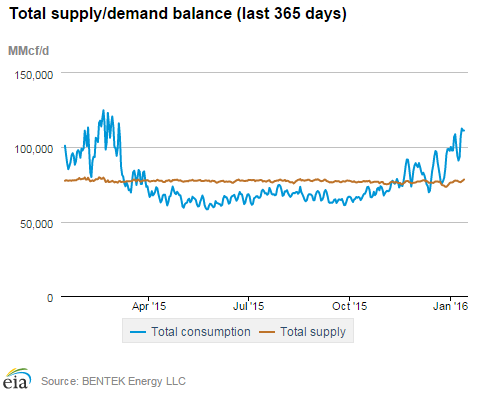 Total supply/demand balance (last 365 days)
MMcf/d
150,000
100,000
50,000
0
Apr '15 Jul '15 Oct '15 Jan '16
Total consumption Total supply
eia Source: BENTEK Energy LLC